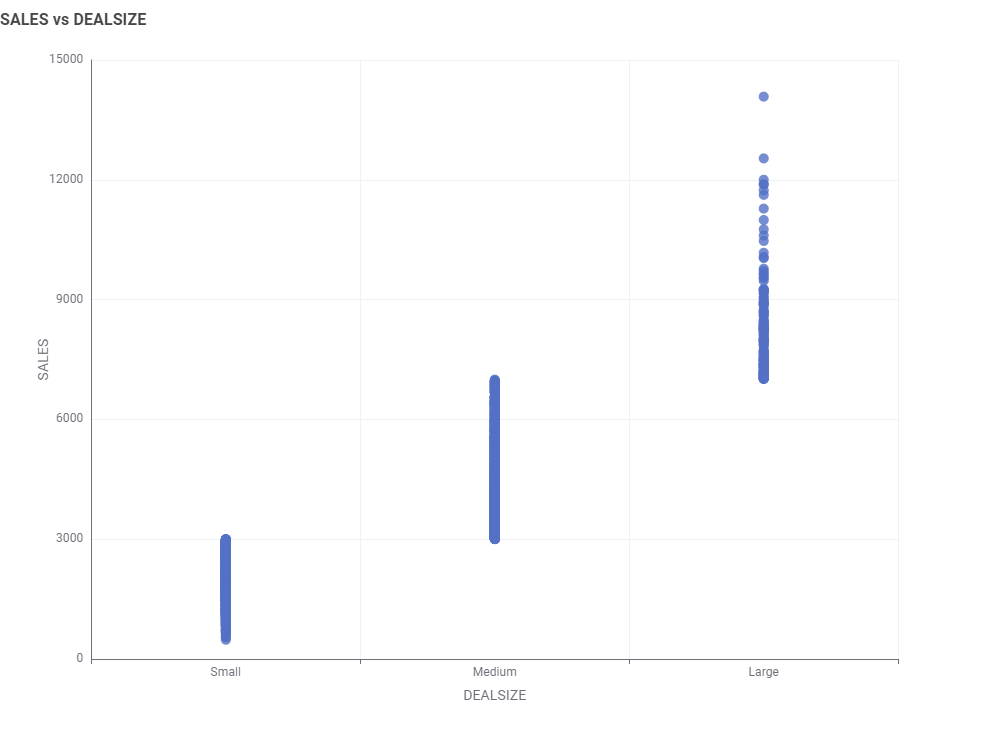 SALES vs DEALSIZE
15000
12000
9000
6000
3000
0
SALES
Small Medium Large
DEALSIZE